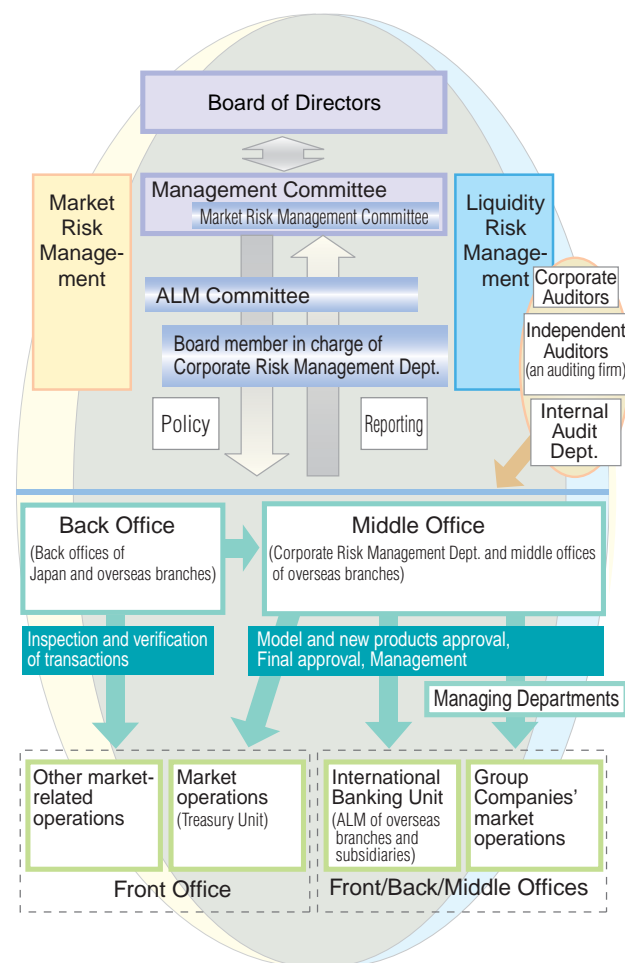 Board of Directors
Management Committee
Market Risk Management Committee
Market
Risk
Manage-
ment
Liquidity
Risk
Manage-
ment
Corporate
Auditors
Independent
Auditors
(an auditing firm)
Internal
Audit
Dept.
ALM Committee
Board member in charge of
Corporate Risk Management Dept.
Policy
Reporting
Back Office
(Back offices of
Japan and overseas branches)
Middle Office
(Corporate Risk Management Dept. and middle offices
of overseas branches)
Inspection and verification
of transactions
Model and new products approval,
Final approval, Management
Managing Departments
Other market-
related
operations
Market
operations
(Treasury Unit)
International
Banking Unit
(ALM of overseas
branches and
subsidiaries)
Group
Companies'
market
operations
Front Office
Front/Back/Middle Offices